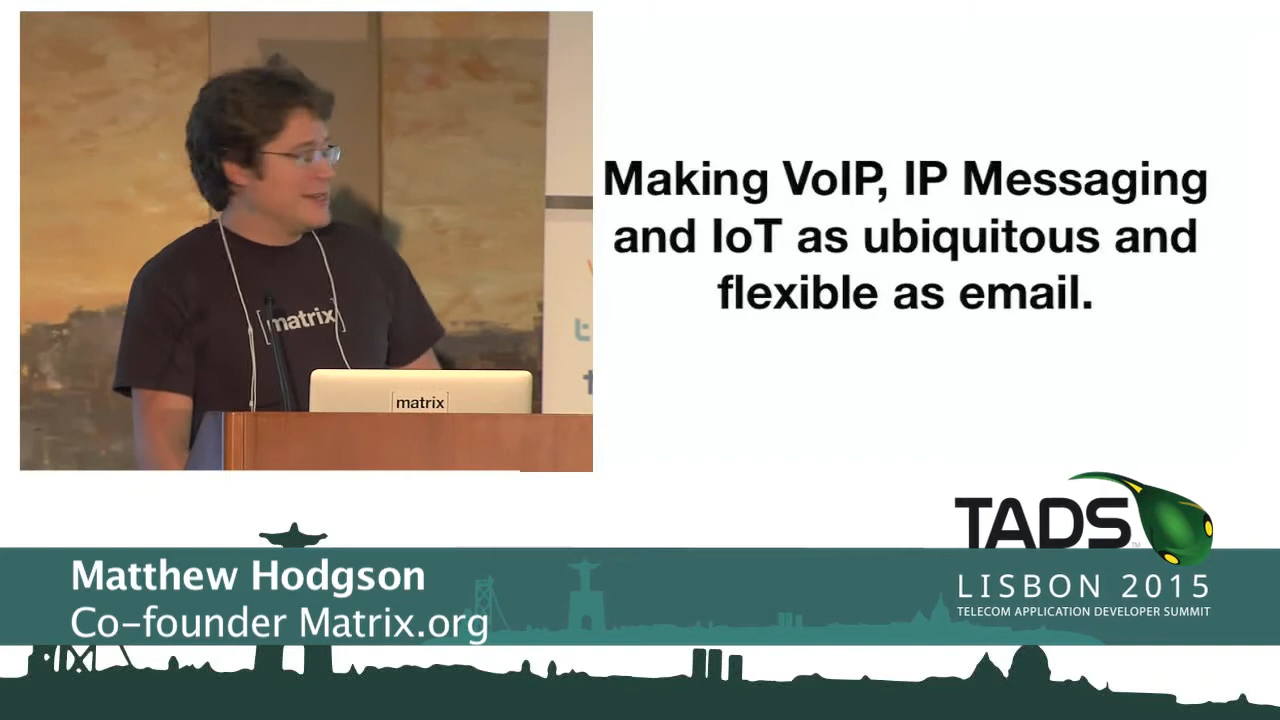 Making VoIP, IP Messaging
and IoT as ubiquitous and
flexible as email.
[matrix]
matrix
TADS
LISBON 2015
TELECOM APPLICATION DEVELOPER SUMMIT
Matthew Hodgson
Co-founder Matrix.org